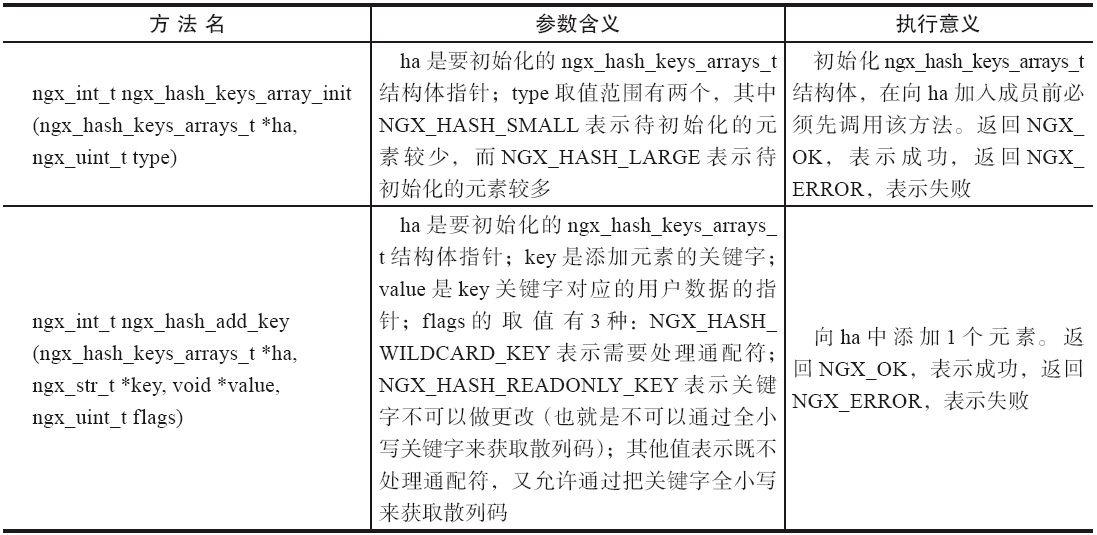 方法名 参数含义 执行意义
ngx_int_t ngx_hash_keys_array_init
(ngx_hash_keys_arrays_t *ha,
ngx_uint_t type)
ha 是要初始化的 ngx_hash_keys_arrays_t
结构体指针；type 取值范围有两个，其中
NGX_HASH_SMALL 表示待初始化的元
素较少，而 NGX_HASH_LARGE 表示待
初始化的元素较多
初始化 ngx_hash_keys_arrays_t
结构体，在向 ha 加入成员前必
须先调用该方法。返回 NGX_
OK，表示成功，返回 NGX_
ERROR，表示失败
ngx_int_t ngx_hash_add_key
(ngx_hash_keys_arrays_t *ha,
ngx_str_t *key, void *value,
ngx_uint_t flags)
ha 是要初始化的 ngx_hash_keys_arrays_
t 结构体指针；key 是添加元素的关键字；
value 是 key 关键字对应的用户数据的指
针；flags 的取值有 3 种：NGX_HASH_
WILDCARD_KEY 表示需要处理通配符；
NGX_HASH_READONLY_KEY 表示关键
字不可以做更改（也就是不可以通过全小
写关键字来获取散列码）；其他值表示既不
处理通配符，又允许通过把关键字全小写
来获取散列码
向 ha 中添加 1 个元素。返
回 NGX_OK，表示成功，返回
NGX_ERROR，表示失败